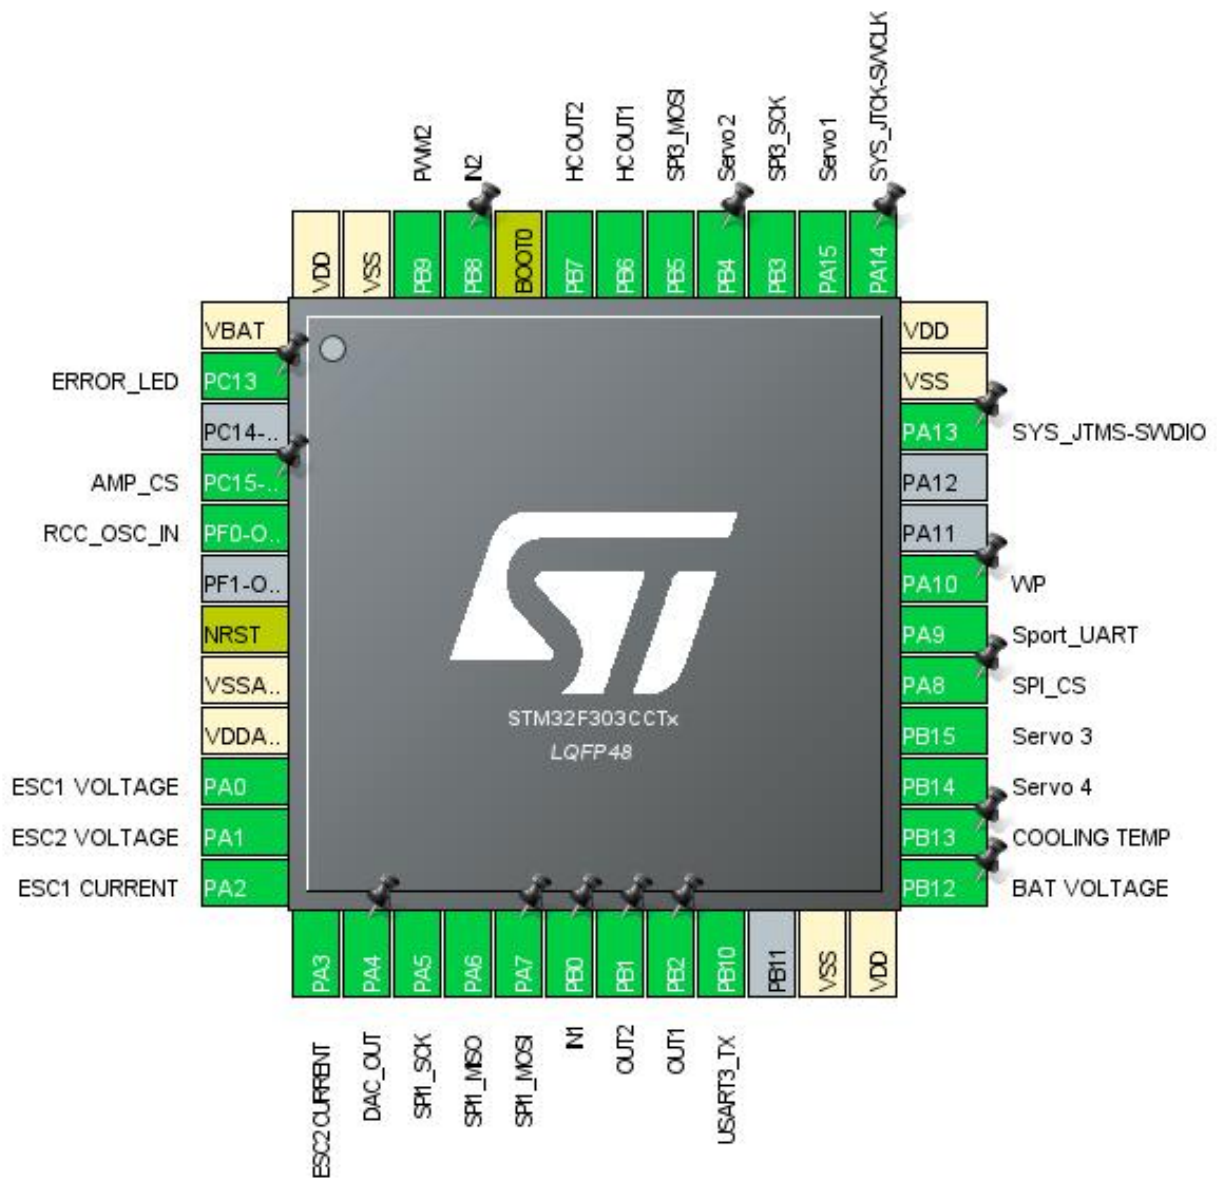 PWM2
IN2
HCOUT2
HCOUT1
SPI3_MOSI
Servo 2
SPI3_SCK
Servo 1
SYS_JTCK-SWCLK
VDD
VSS
PB9
PB8
BOOT0
PB7
PB6
PB5
PB4
PB3
PA15
PA14
VBAT
VDD
ERROR_LED PC13
VSS
PC14-..
PA13 SYS_JTMS-SWDIO
AMP_CS PC15-..
PA12
RCC_OSC_IN PF0-O..
PA11
PF1-O..
PA10 WP
NRST
PA9 Sport_UART
VSSA..
PA8 SPI_CS
VDDA..
PB15 Servo 3
ESC1 VOLTAGE PA0
PB14 Servo 4
ESC2 VOLTAGE PA1
PB13 COOLING TEMP
ESC1 CURRENT PA2
PB12 BAT VOLTAGE
ST
STM32F303CCTx
LQFP48
PA3
PA4
PA5
PA6
PA7
PB0
PB1
PB2
PB10
PB11
VSS
VDD
ESC2 CURRENT
DAC_OUT
SPI1_SCK
SPI1_MISO
SPI1_MOSI
IN1
OUT2
OUT1
USART3_TX